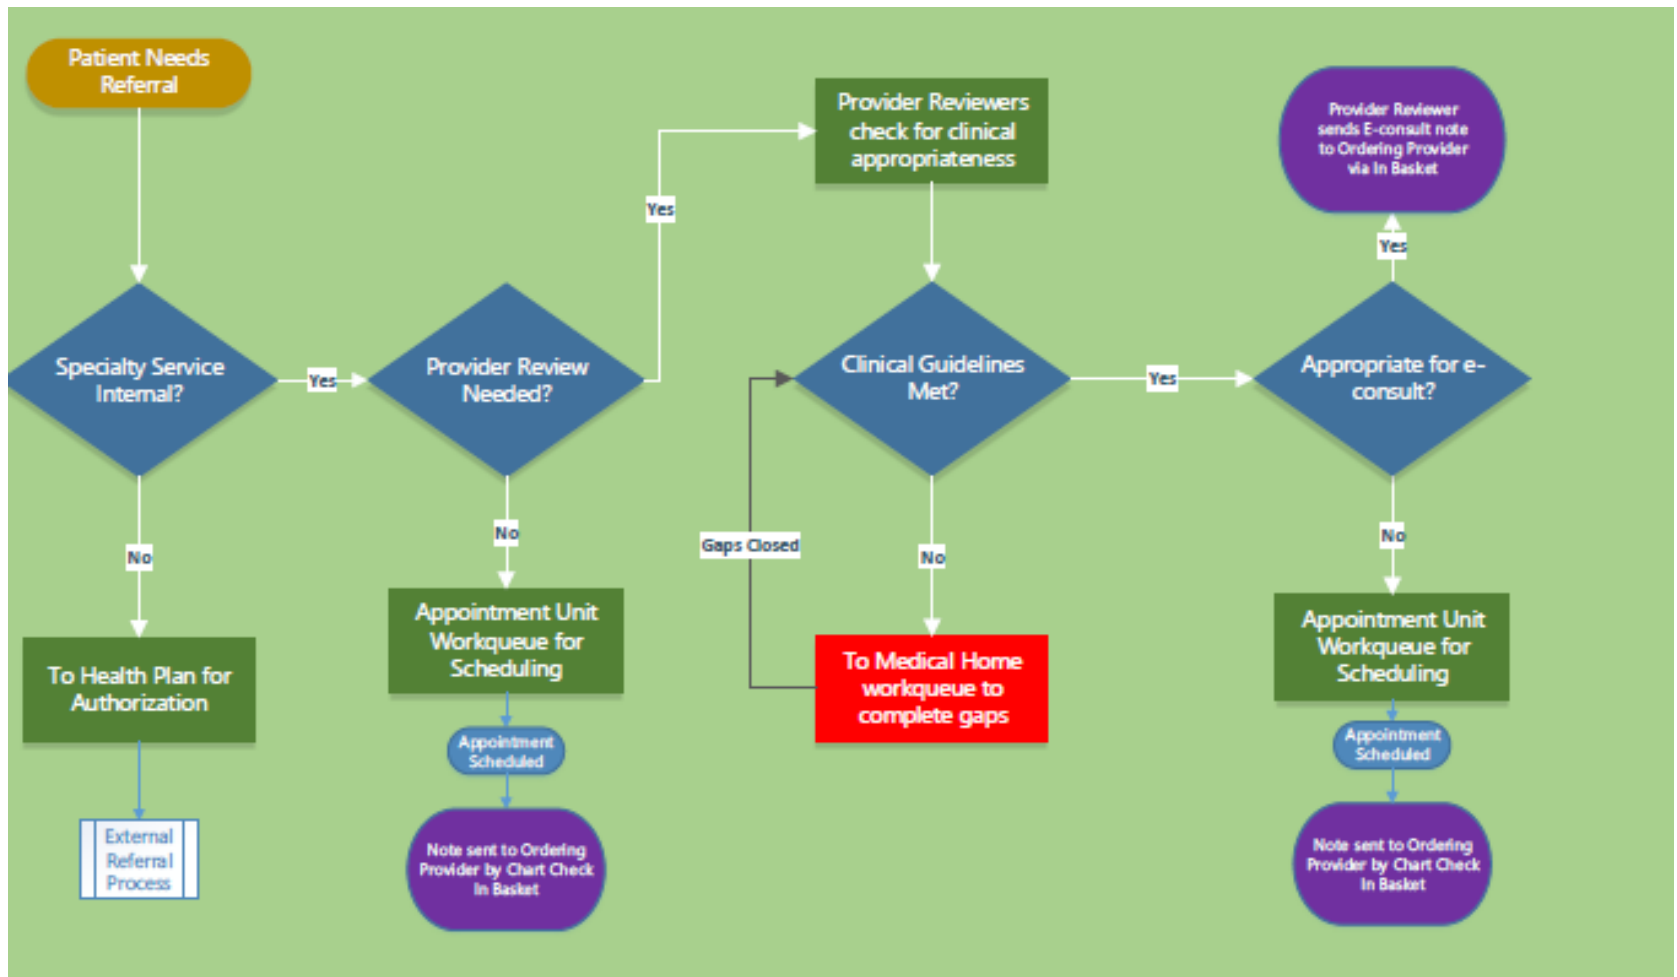 Patient Needs
Referral
Provider Reviewers
check for clinical
appropriateness
Provider Reviewer
sends E-consult note
to Ordering Provider
via In Basket
Yes
Yes
Specialty Service
Internal?
Yes
Provider Review
Needed?
Clinical Guidelines
Met?
Yes
Appropriate for e-
consult?
No
No
Gaps Closed
No
No
To Health Plan for
Authorization
Appointment Unit
Workqueue for
Scheduling
To Medical Home
workqueue to
complete gaps
Appointment Unit
Workqueue for
Scheduling
Appointment
Scheduled
Appointment
Scheduled
External
Referral
Process
Note sent to Ordering
Provider by Chart Check
In Basket
Note sent to Ordering
Provider by Chart Check
In Basket